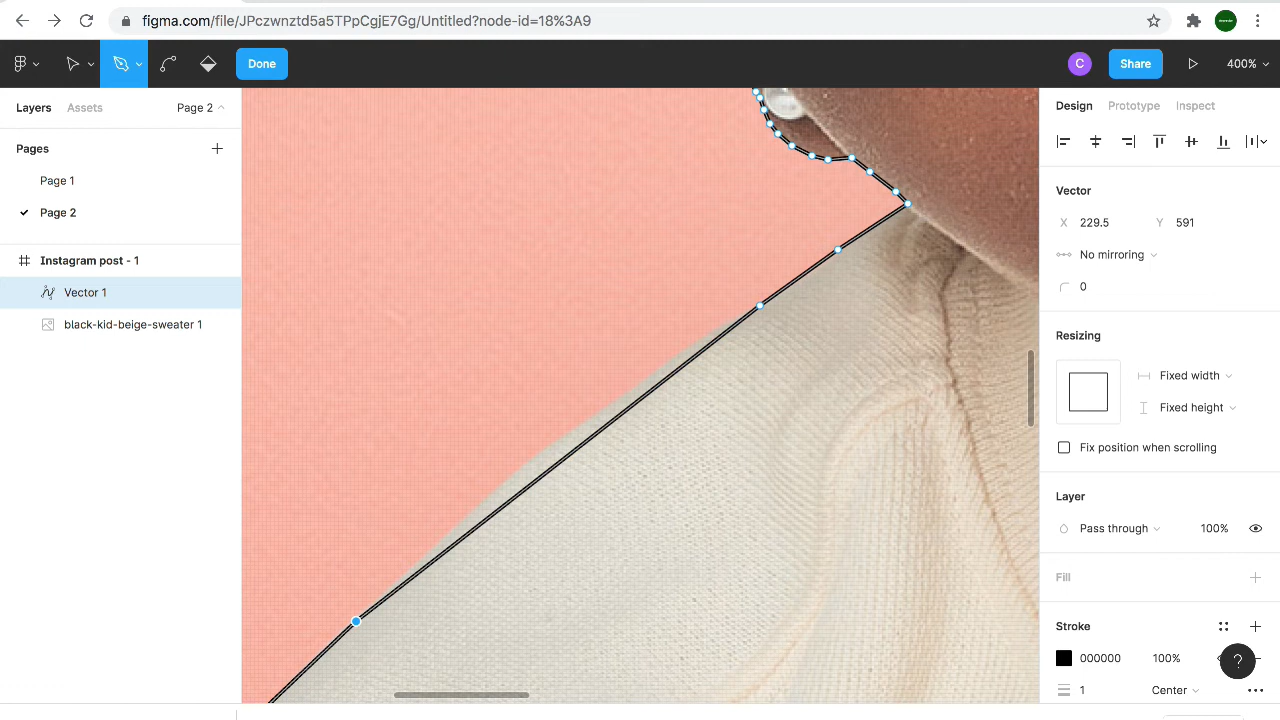 figma.com/file/JPczwnztd5a5TPpCgjE7Gg/Untitled?node-id=18%3A9
Done
C
Share
400%
Layers
Assets
Page 2
Design
Prototype
Inspect
Pages
Page 1
Page 2
Instagram post - 1
Vector 1
black-kid-beige-sweater 1
Vector
X 229.5 Y 591
No mirroring
0
Resizing
Fixed width
Fixed height
Fix position when scrolling
Layer
Pass through 100%
Fill
Stroke
000000 100%
?
1 Center